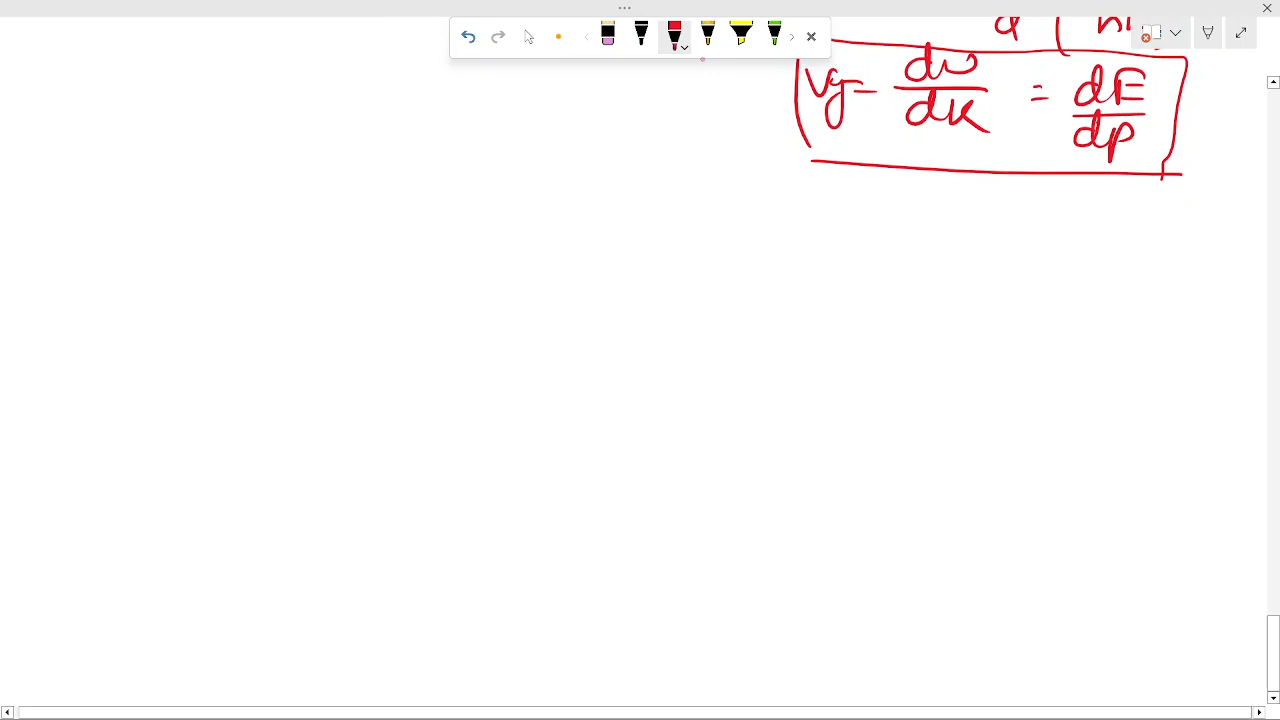 vg = dω/dk = dE/dp